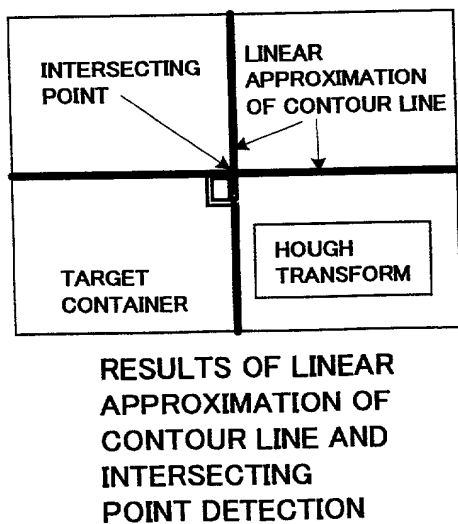 INTERSECTING
POINT
LINEAR
APPROXIMATION
OF CONTOUR LINE
TARGET
CONTAINER
HOUGH
TRANSFORM
RESULTS OF LINEAR
APPROXIMATION OF
CONTOUR LINE AND
INTERSECTING
POINT DETECTION